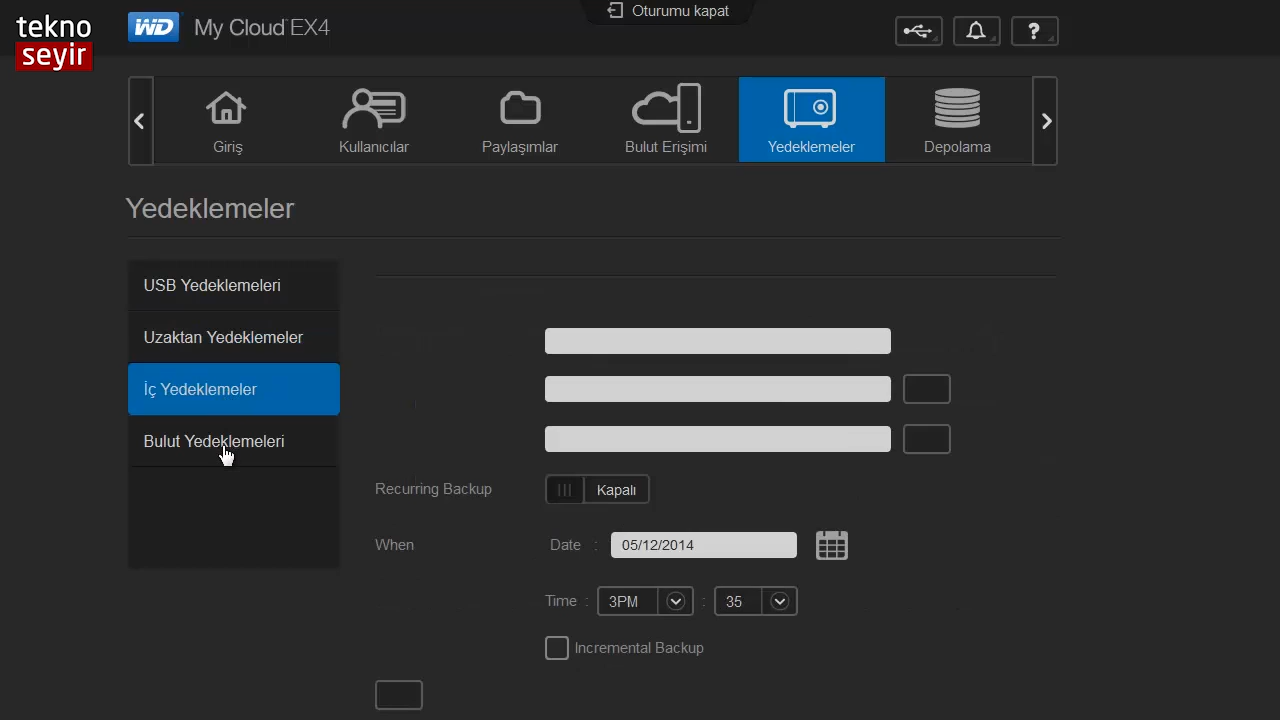 tekno
seyir
WD My Cloud EX4
Oturumu kapat
?
Giriş
Kullanıcılar
Paylaşımlar
Bulut Erişimi
Yedeklemeler
Depolama
Yedeklemeler
USB Yedeklemeleri
Uzaktan Yedeklemeler
İç Yedeklemeler
Bulut Yedeklemeleri
Recurring Backup
Kapalı
When
Date :
05/12/2014
Time :
3PM
:
35
Incremental Backup